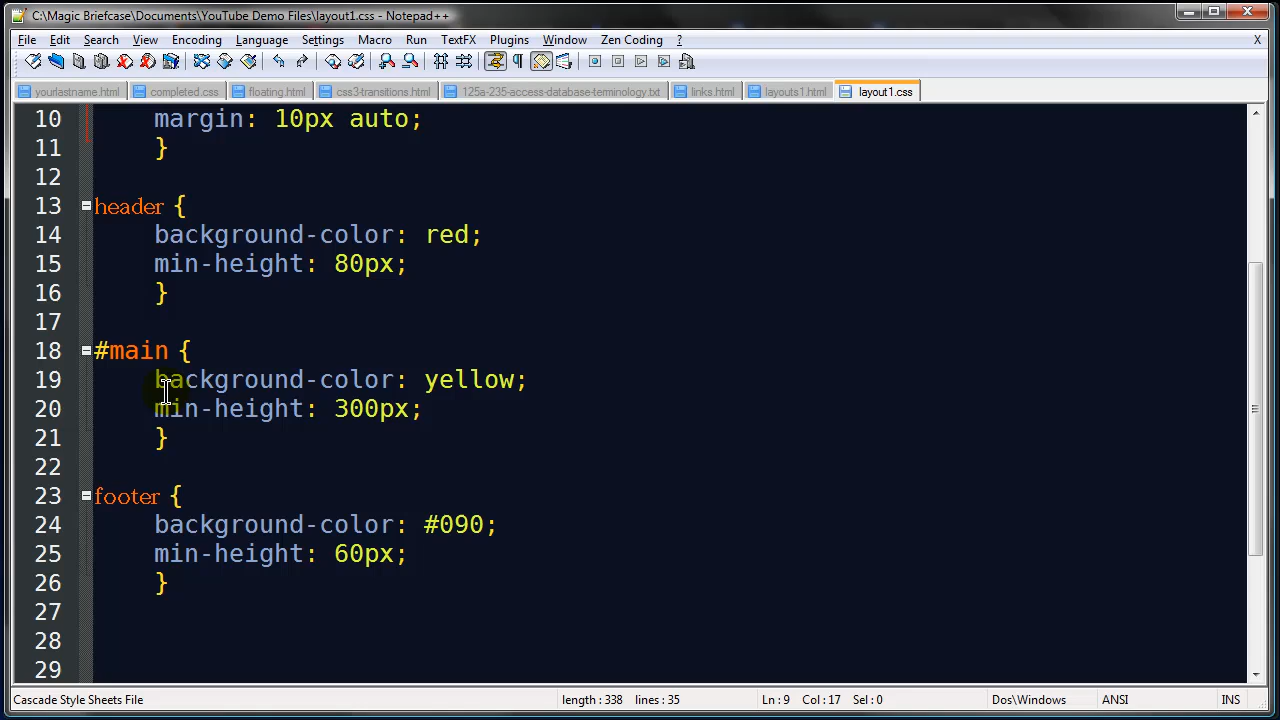 C:\Magic Briefcase\Documents\YouTube Demo Files\layout1.css - Notepad++
File Edit Search View Encoding Language Settings Macro Run TextFX Plugins Window Zen Coding ? X
yourlastname.html completed.css floating.html css3-transitions.html 125a-235-access-database-terminology.txt links.html layouts1.html layout1.css
10 margin: 10px auto;
11 }
12
13 header {
14 background-color: red;
15 min-height: 80px;
16 }
17
18 #main {
19 background-color: yellow;
20 min-height: 300px;
21 }
22
23 footer {
24 background-color: #090;
25 min-height: 60px;
26 }
27
28
29
Cascade Style Sheets File length : 338 lines : 35 Ln : 9 Col : 17 Sel : 0 Dos\Windows ANSI INS